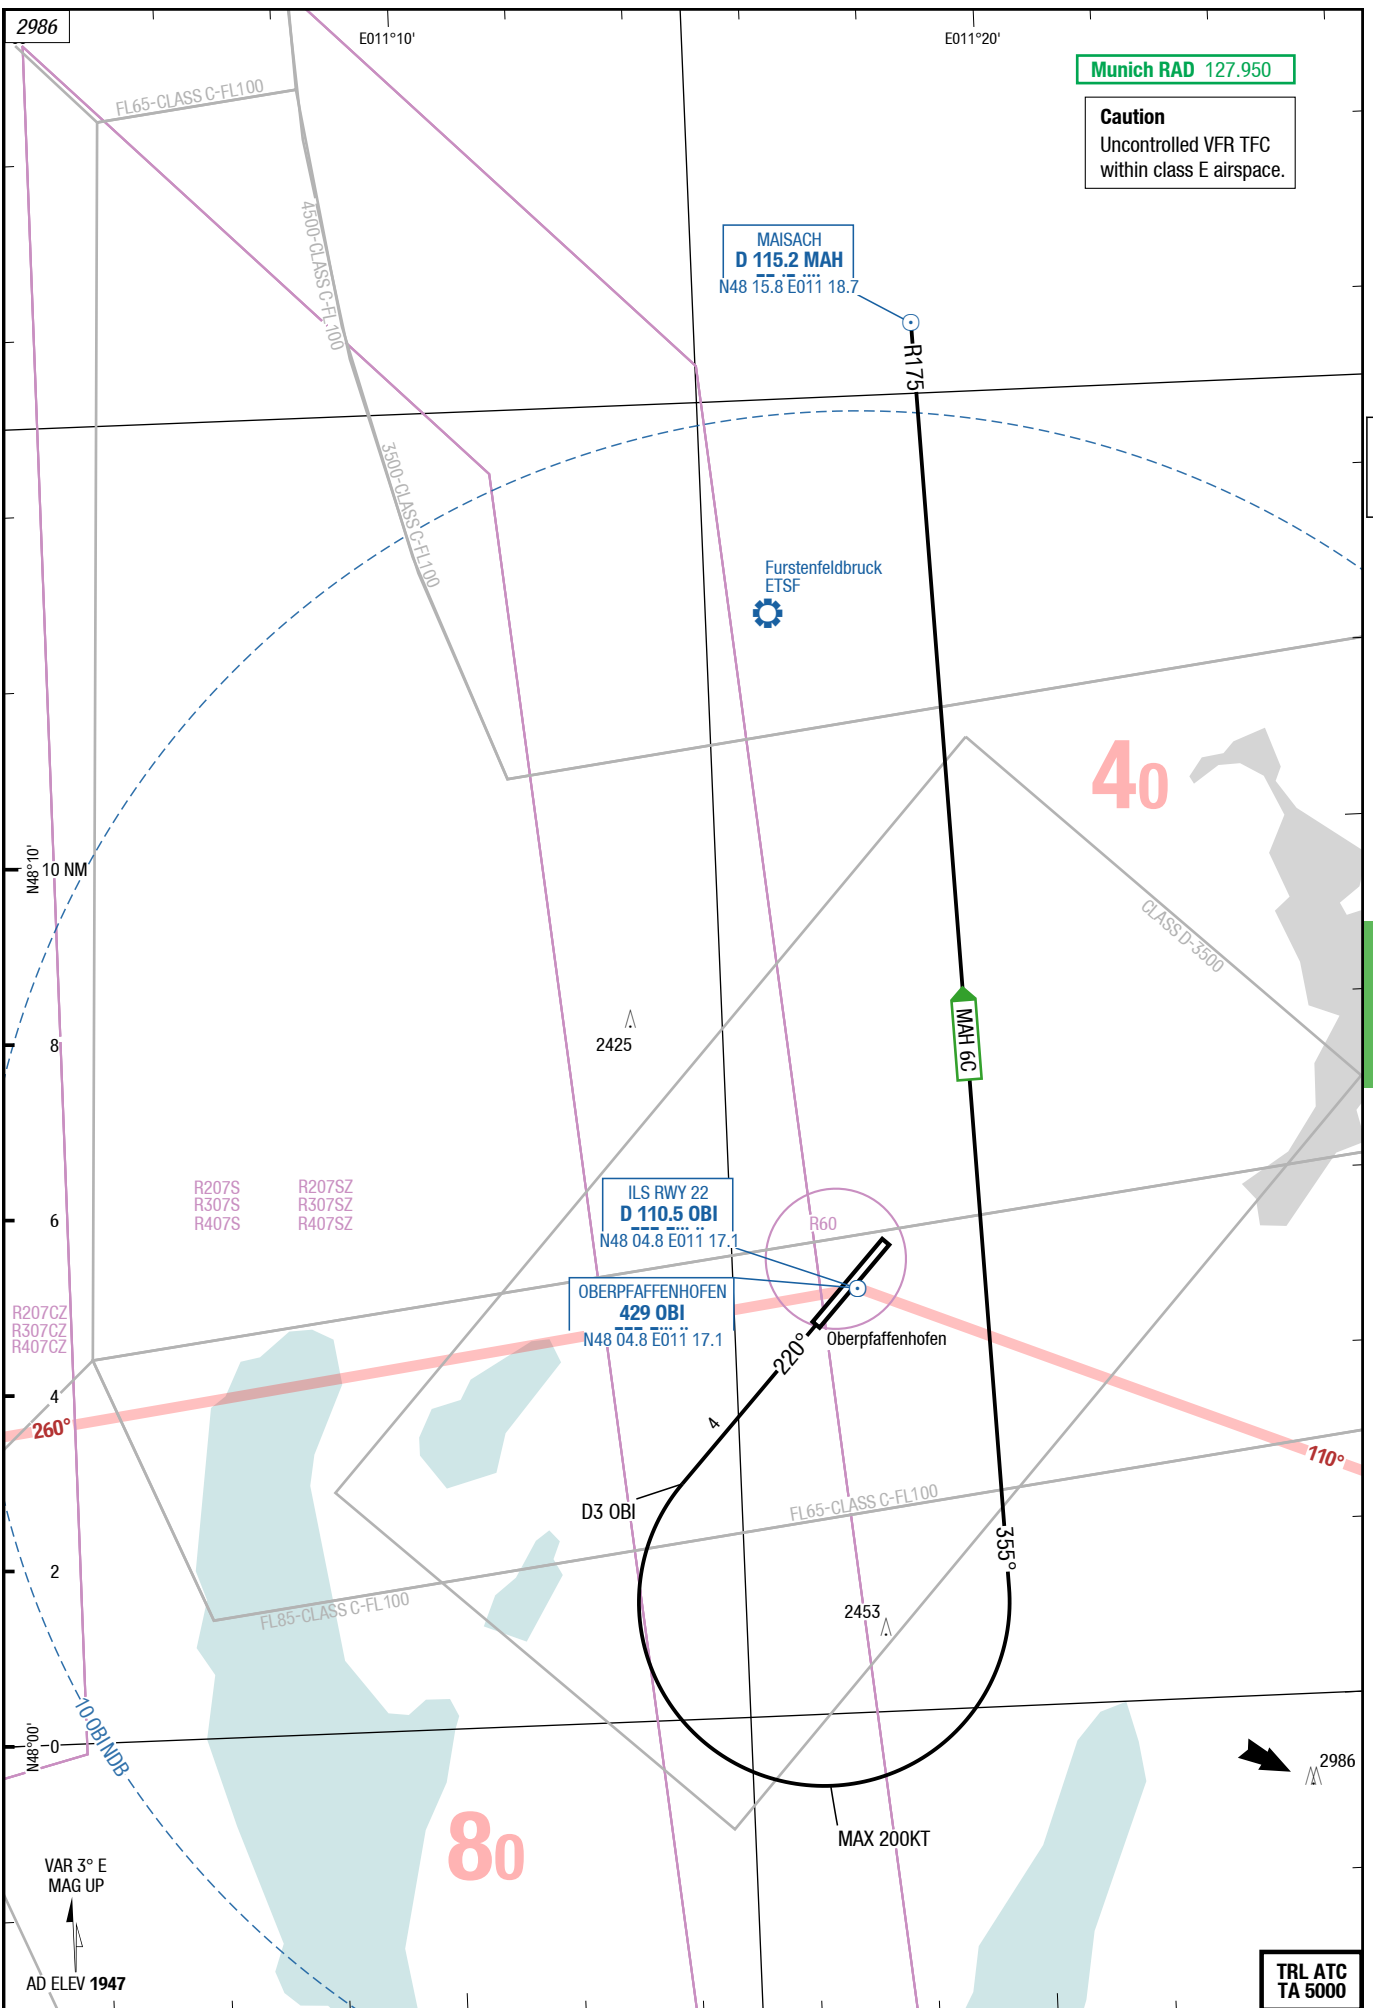 2986
E011°10'
E011°20'
Munich RAD 127.950
Caution
Uncontrolled VFR TFC
within class E airspace.
FL65-CLASS C-FL100
4500-CLASS C-FL100
MAISACH
D 115.2 MAH
N48 15.8 E011 18.7
R175
3500-CLASS C-FL100
Furstenfeldbruck
ETSF
40
N48°10'
10 NM
CLASS D-3500
MAH 6C
2425
8
R207S
R307S
R407S
R207SZ
R307SZ
R407SZ
ILS RWY 22
D 110.5 OBI
N48 04.8 E011 17.1
R60
6
OBERPFAFFENHOFEN
429 OBI
N48 04.8 E011 17.1
R207CZ
R307CZ
R407CZ
Oberpfaffenhofen
220°
4
260°
4
110°
D3 OBI
FL65-CLASS C-FL100
355°
2
FL85-CLASS C-FL100
2453
10.OBI NDB
N48°00'
0
2986
MAX 200KT
80
VAR 3° E
MAG UP
AD ELEV 1947
TRL ATC
TA 5000